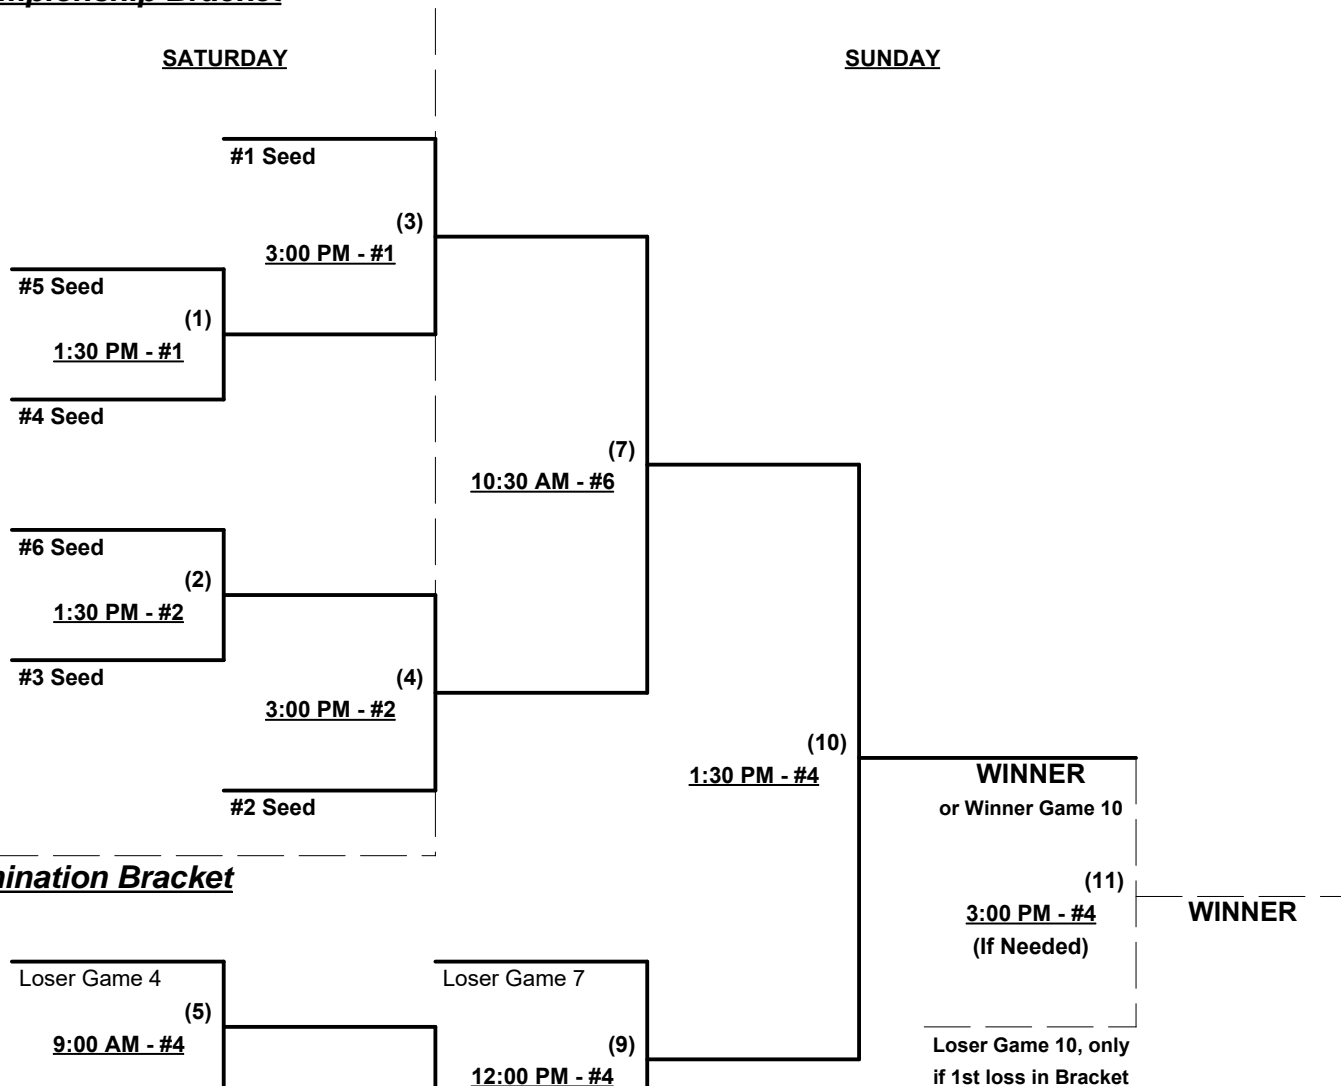 Bracket
SATURDAY
SUNDAY
#1 Seed
(3)
3:00 PM - #1
#5 Seed
(1)
1:30 PM - #1
#4 Seed
(7)
10:30 AM - #6
#6 Seed
(2)
1:30 PM - #2
#3 Seed
(4)
3:00 PM - #2
#2 Seed
(10)
1:30 PM - #4
WINNER
or Winner Game 10
(11)
3:00 PM - #4
(If Needed)
WINNER
mination Bracket
Loser Game 4
(5)
9:00 AM - #4
Loser Game 7
(9)
12:00 PM - #4
Loser Game 10, only
if 1st loss in Bracket